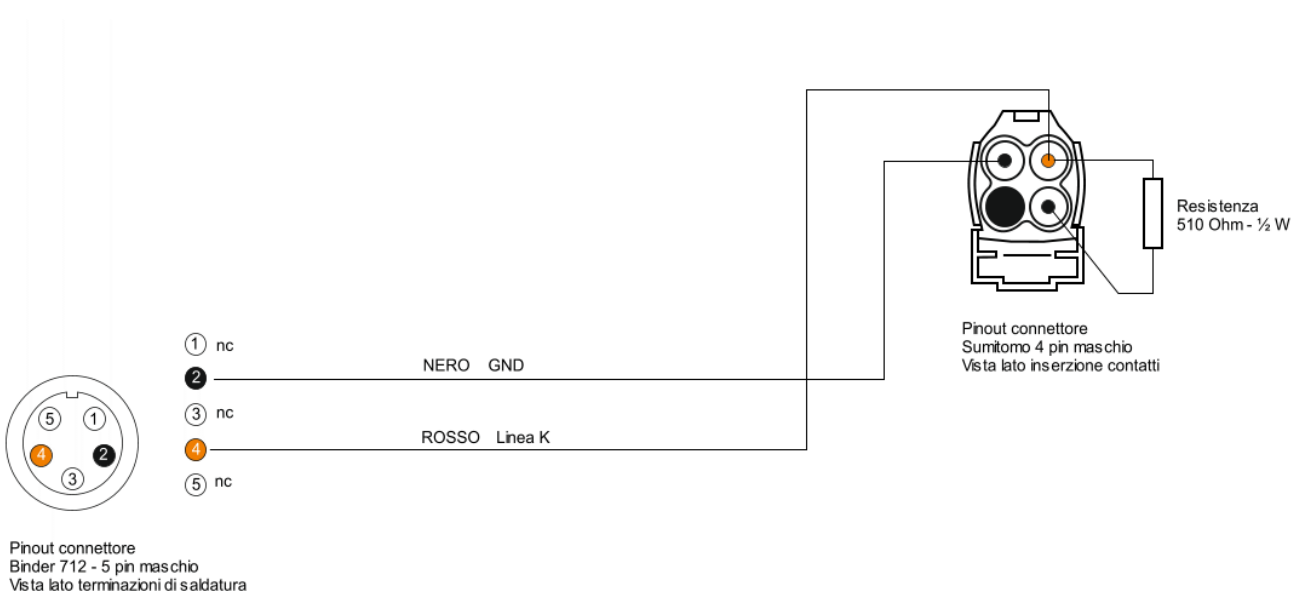 Resistenza
510 Ohm - ½ W
Pinout connettore
Sumitomo 4 pin maschio
Vista lato inserzione contatti
1 nc
2 NERO GND
3 nc
4 ROSSO Linea K
5 nc
5 1
4 2
3
Pinout connettore
Binder 712 - 5 pin maschio
Vista lato terminazioni di saldatura